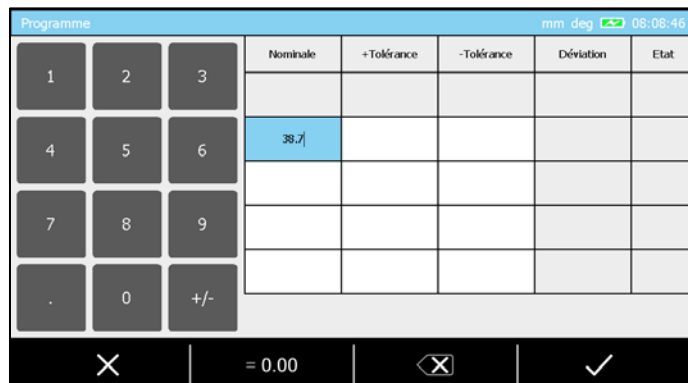 Programme mm deg 08:08:46
Nominale +Tolérance -Tolérance Déviation Etat
1 2 3
4 5 6 38.7
7 8 9
. 0 +/-
= 0.00